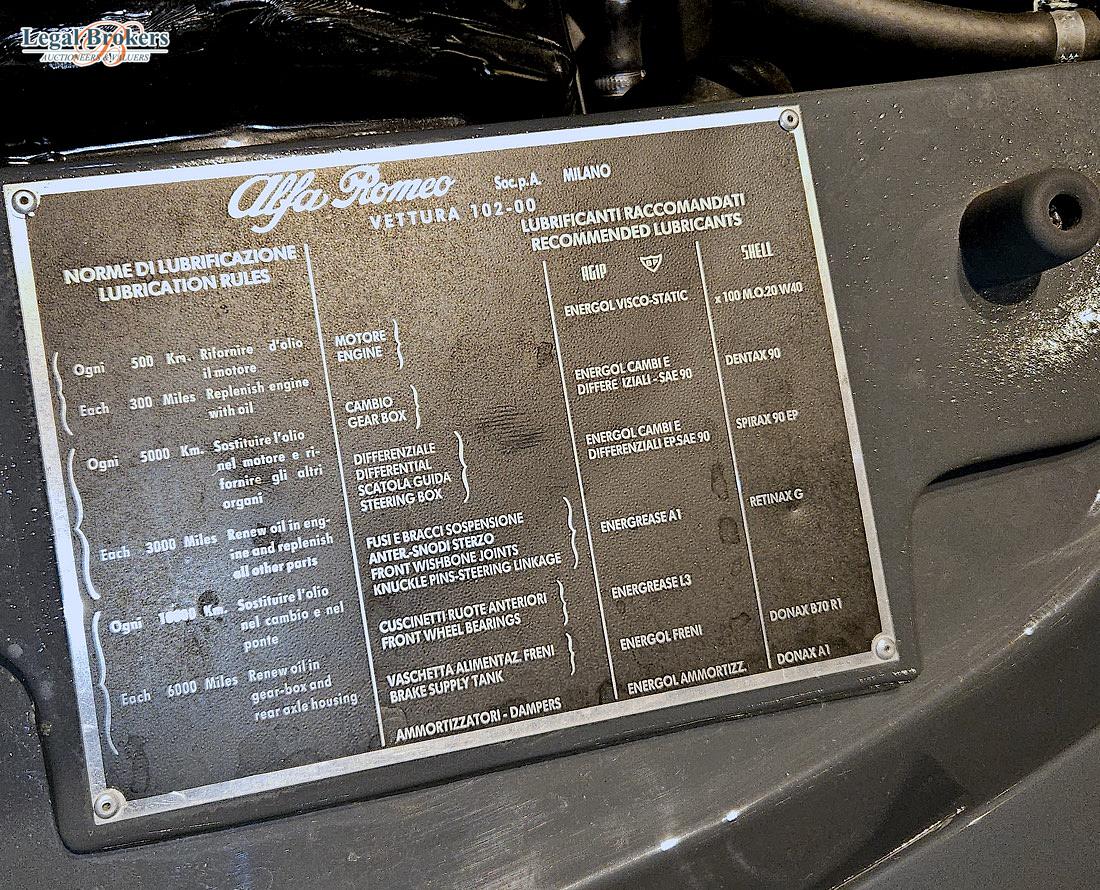 Legal Brokers
AUCTIONEERS & VALUERS
Alfa Romeo Soc.p.A. MILANO
VETTURA 102-00
NORME DI LUBRIFICAZIONE
LUBRICATION RULES
Ogni 500 Km. Rifornire d'olio
il motore
Each 300 Miles Replenish engine
with oil
Ogni 5000 Km. Sostituire l'olio
nel motore e ri-
fornire gli altri
organi
Each 3000 Miles Renew oil in eng-
ine and replenish
all other parts
Ogni Km. Sostituire l'olio
nel cambio e nel
ponte
Each 6000 Miles Renew oil in
gear-box and
rear axle housing
MOTORE
ENGINE
CAMBIO
GEAR BOX
DIFFERENZIALE
DIFFERENTIAL
SCATOLA GUIDA
STEERING BOX
FUSI E BRACCI SOSPENSIONE
ANTER.-SNODI STERZO
FRONT WISHBONE JOINTS
KNUCKLE PINS-STEERING LINKAGE
CUSCINETTI RUOTE ANTERIORI
FRONT WHEEL BEARINGS
VASCHETTA ALIMENTAZ. FRENI
BRAKE SUPPLY TANK
AMMORTIZZATORI - DAMPERS
LUBRIFICANTI RACCOMANDATI
RECOMMENDED LUBRICANTS
AGIP BP
ENERGOL VISCO-STATIC
ENERGOL CAMBI E
DIFFERE IZIALI - SAE 90
ENERGOL CAMBI E
DIFFERENZIALI EP.SAE 90
ENERGREASE A1
ENERGREASE L3
ENERGOL FRENI
ENERGOL AMMORTIZZ.
SHELL
x 100 M.O.20 W40
DENTAX 90
SPIRAX 90 EP
RETINAX G
DONAX B70 R1
DONAX A1